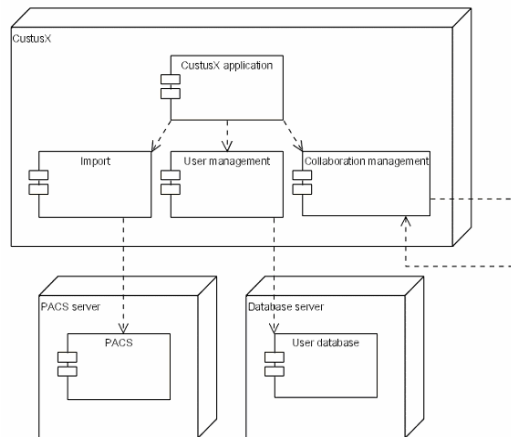 CustusX
CustusX application
Import
User management
Collaboration management
PACS server
Database server
PACS
User database